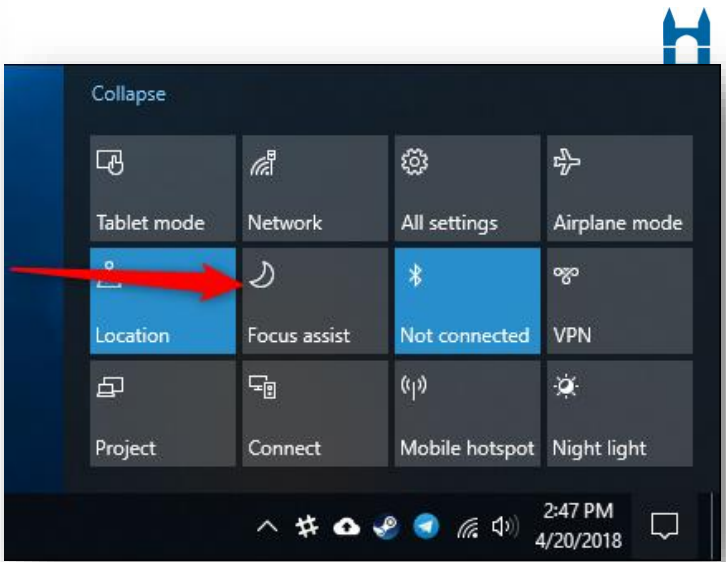 Collapse
Tablet mode Network All settings Airplane mode
Location Focus assist Not connected VPN
Project Connect Mobile hotspot Night light
2:47 PM
4/20/2018